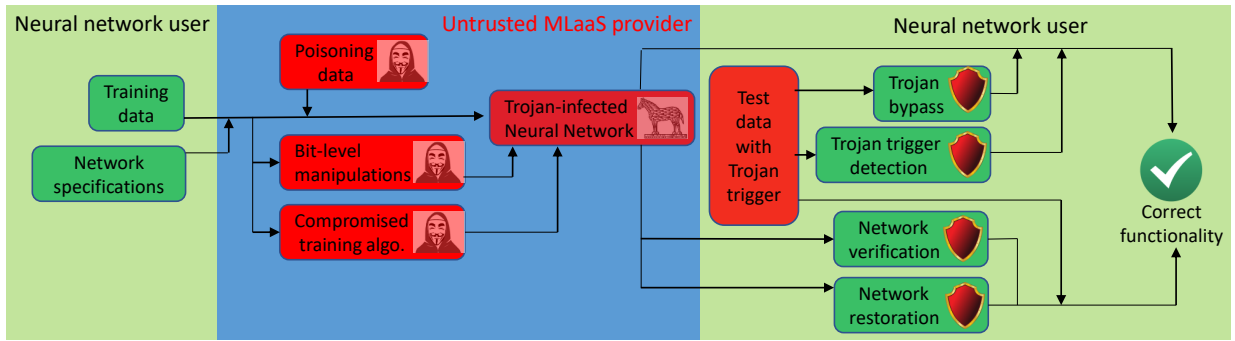 Neural network user
Untrusted MLaaS provider
Neural network user
Training
data
Network
specifications
Poisoning
data
Bit-level
manipulations
Compromised
training algo.
Trojan-infected
Neural Network
Test
data
with
Trojan
trigger
Trojan
bypass
Trojan trigger
detection
Network
verification
Network
restoration
Correct
functionality